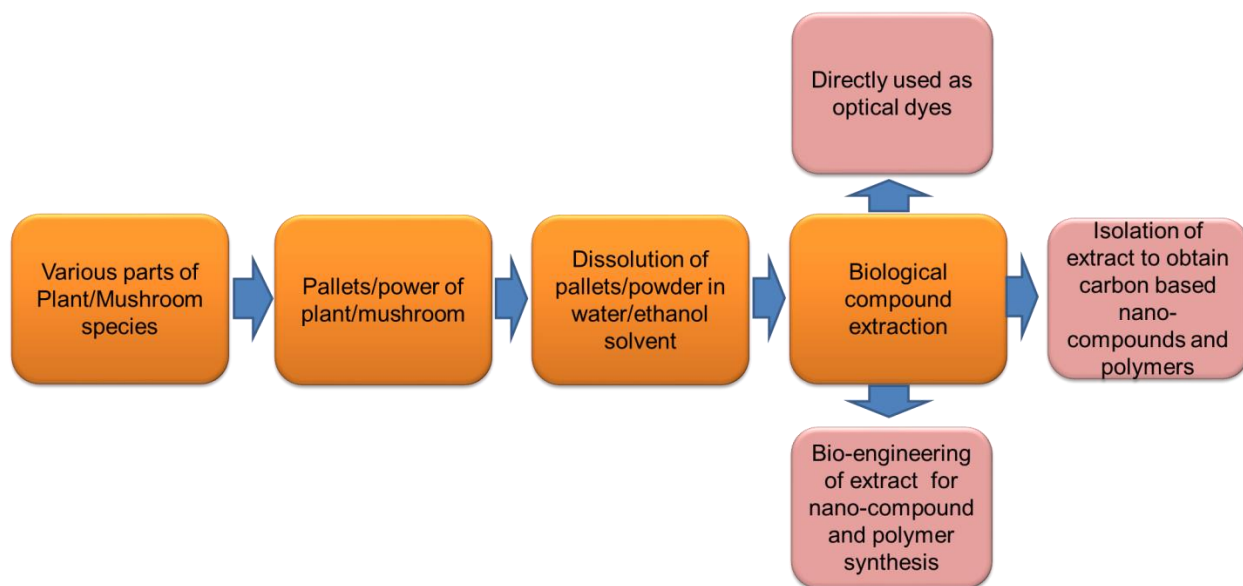 Directly used as
optical dyes
Various parts of
Plant/Mushroom
species
Pallets/power of
plant/mushroom
Dissolution of
pallets/powder in
water/ethanol
solvent
Biological
compound
extraction
Isolation of
extract to obtain
carbon based
nano-
compounds and
polymers
Bio-engineering
of extract for
nano-compound
and polymer
synthesis